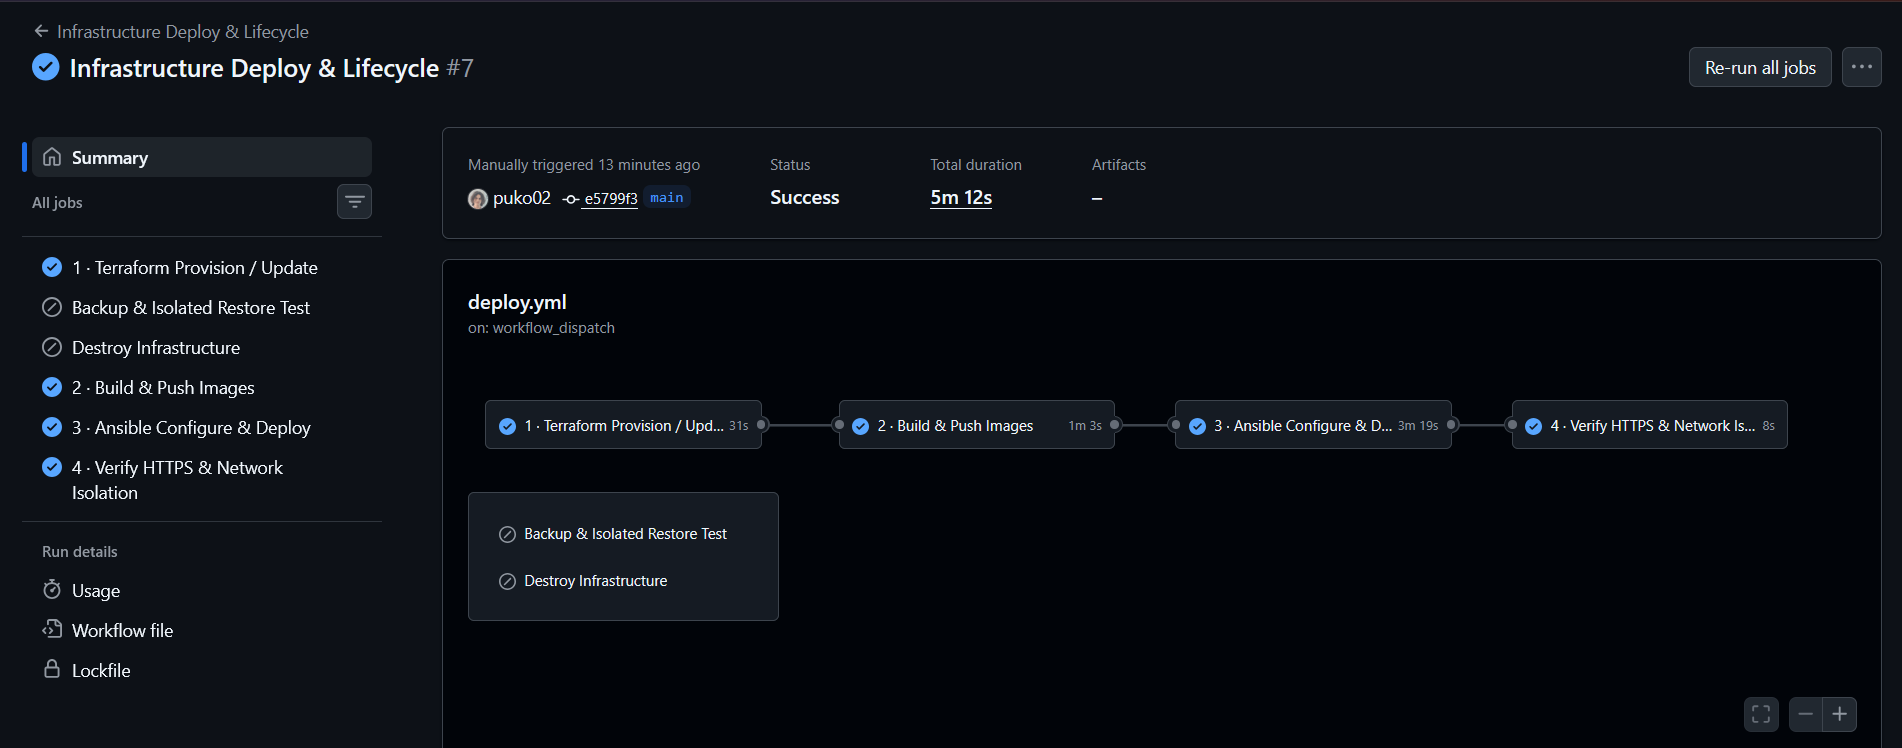 Infrastructure Deploy & Lifecycle
Infrastructure Deploy & Lifecycle #7
Re-run all jobs
Summary
All jobs
1 · Terraform Provision / Update
Backup & Isolated Restore Test
Destroy Infrastructure
2 · Build & Push Images
3 · Ansible Configure & Deploy
4 · Verify HTTPS & Network
Isolation
Run details
Usage
Workflow file
Lockfile
Manually triggered 13 minutes ago
puko02 e5799f3 main
Status
Success
Total duration
5m 12s
Artifacts
–
deploy.yml
on: workflow_dispatch
1 · Terraform Provision / Upd... 31s
2 · Build & Push Images 1m 3s
3 · Ansible Configure & D... 3m 19s
4 · Verify HTTPS & Network Is... 8s
Backup & Isolated Restore Test
Destroy Infrastructure